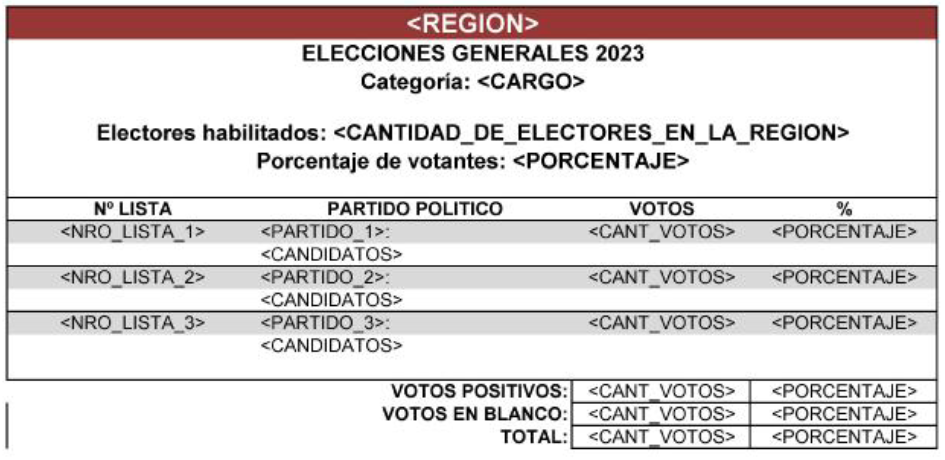 <REGION>
ELECCIONES GENERALES 2023
Categoría: <CARGO>
Electores habilitados: <CANTIDAD_DE_ELECTORES_EN_LA_REGION>
Porcentaje de votantes: <PORCENTAJE>
Nº LISTA PARTIDO POLITICO VOTOS %
<NRO_LISTA_1> <PARTIDO_1>: <CANT_VOTOS> <PORCENTAJE>
<CANDIDATOS>
<NRO_LISTA_2> <PARTIDO_2>: <CANT_VOTOS> <PORCENTAJE>
<CANDIDATOS>
<NRO_LISTA_3> <PARTIDO_3>: <CANT_VOTOS> <PORCENTAJE>
<CANDIDATOS>
VOTOS POSITIVOS: <CANT_VOTOS> <PORCENTAJE>
VOTOS EN BLANCO: <CANT_VOTOS> <PORCENTAJE>
TOTAL: <CANT_VOTOS> <PORCENTAJE>